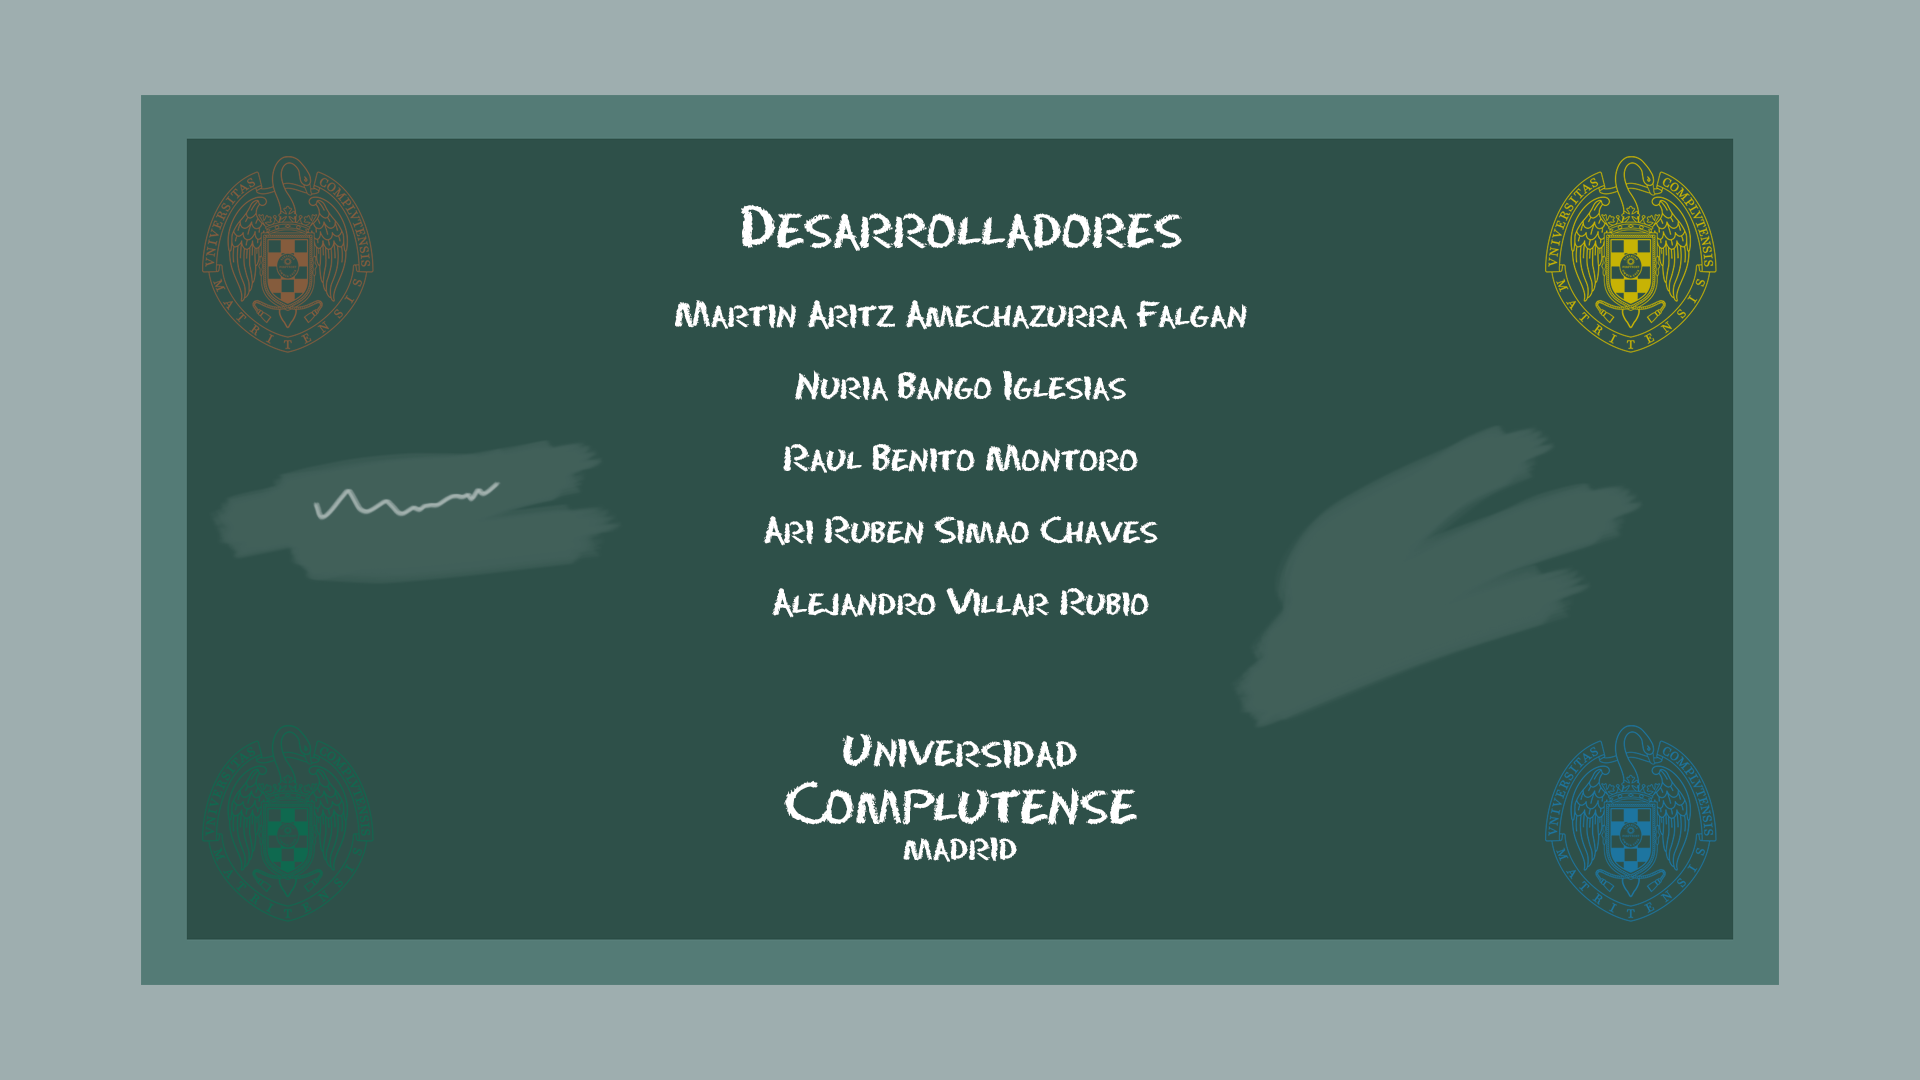 VNIVERSITAS COMPLVTENSIS MATRITENSIS
VNIVERSITAS COMPLVTENSIS MATRITENSIS
Desarrolladores
Martin Aritz Amechazurra Falgan
Nuria Bango Iglesias
Raul Benito Montoro
Ari Ruben Simao Chaves
Alejandro Villar Rubio
Universidad
Complutense
madrid
VNIVERSITAS COMPLVTENSIS MATRITENSIS
VNIVERSITAS COMPLVTENSIS MATRITENSIS